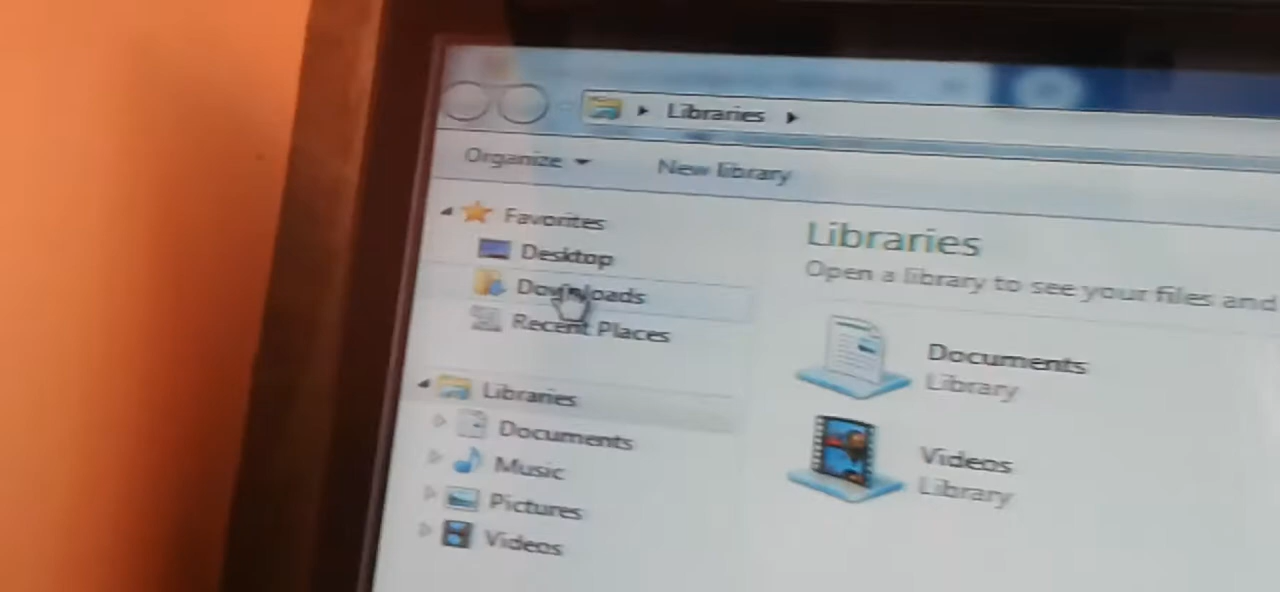 Libraries
Organize
New library
Favorites
Desktop
Downloads
Recent Places
Libraries
Documents
Music
Pictures
Videos
Libraries
Open a library to see your files and
Documents
Library
Videos
Library